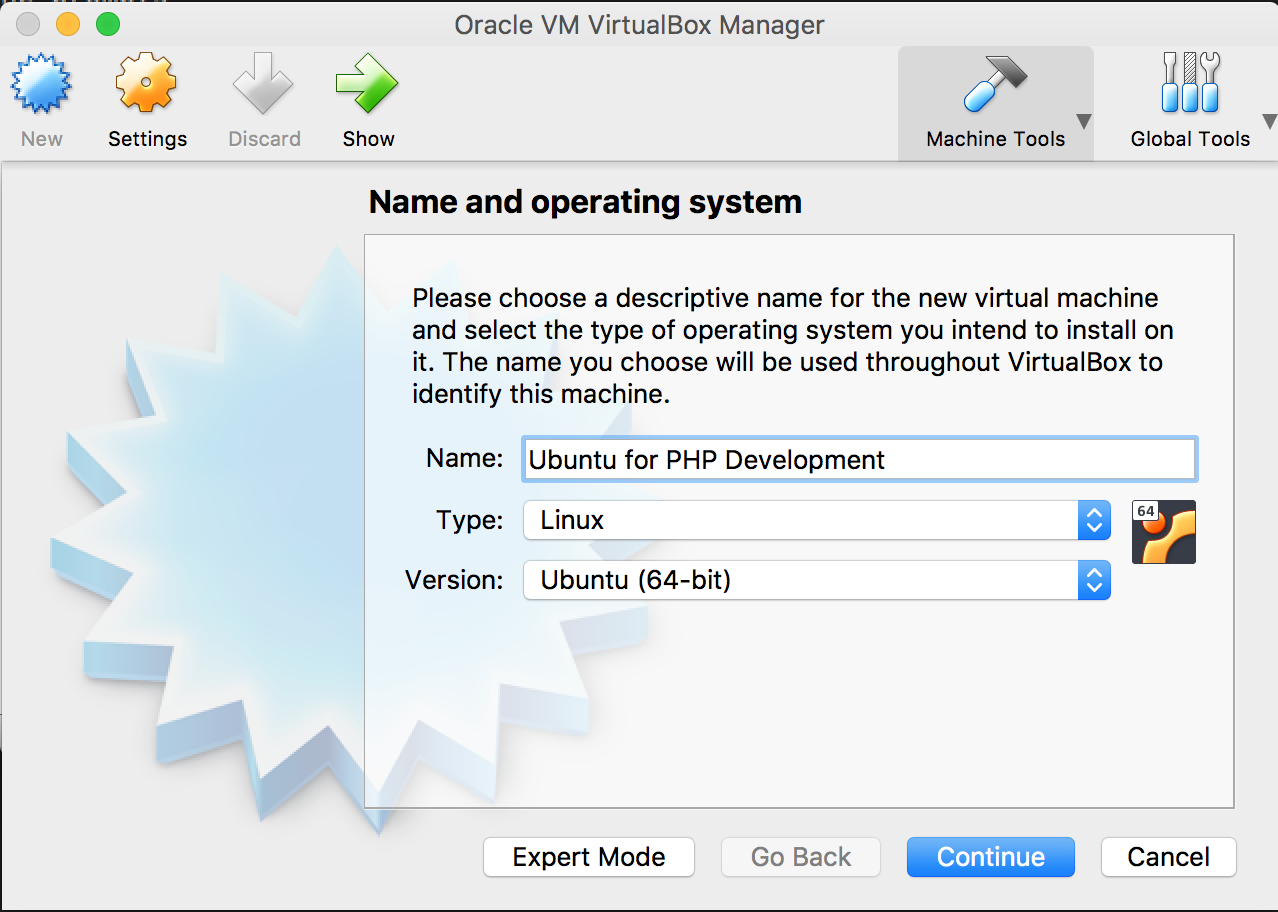 Oracle VM VirtualBox Manager
New
Settings
Discard
Show
Machine Tools
Global Tools
Name and operating system
Please choose a descriptive name for the new virtual machine
and select the type of operating system you intend to install on
it. The name you choose will be used throughout VirtualBox to
identify this machine.
Name: Ubuntu for PHP Development
Type: Linux
64
Version: Ubuntu (64-bit)
Expert Mode
Go Back
Continue
Cancel